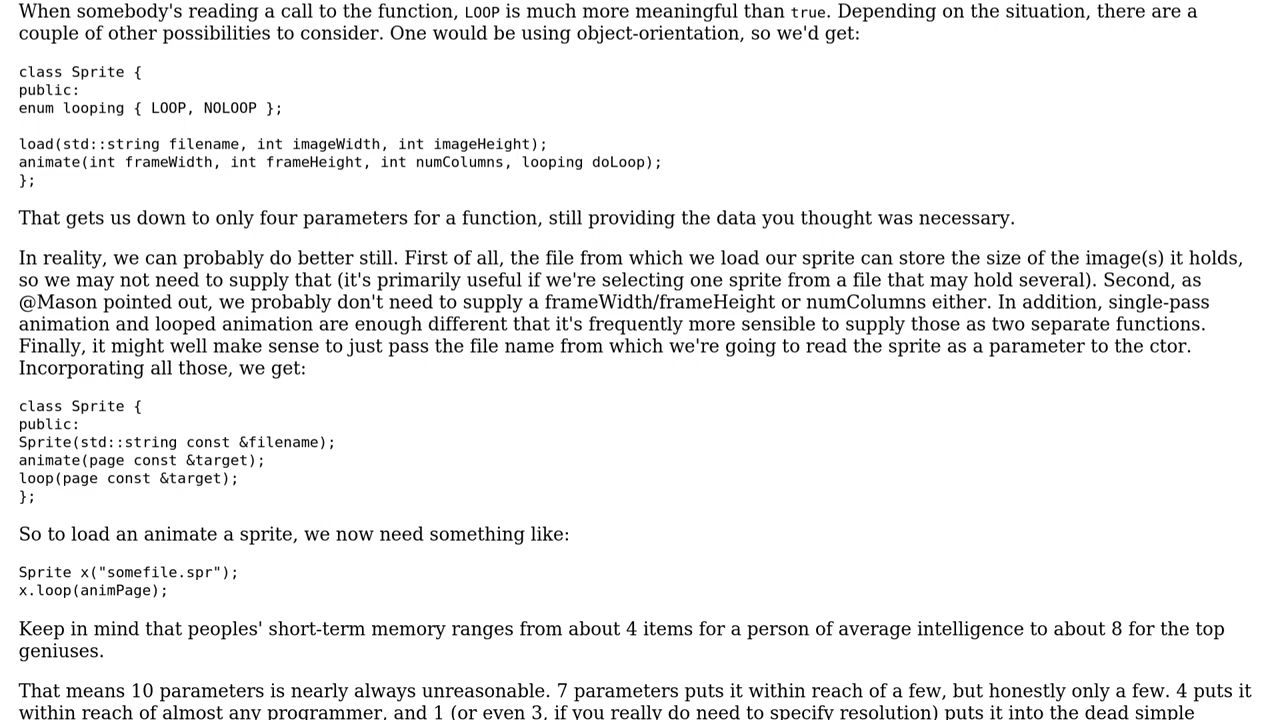 When somebody's reading a call to the function, LOOP is much more meaningful than true. Depending on the situation, there are a
couple of other possibilities to consider. One would be using object-orientation, so we'd get:
class Sprite {
public:
enum looping { LOOP, NOLOOP };
load(std::string filename, int imageWidth, int imageHeight);
animate(int frameWidth, int frameHeight, int numColumns, looping doLoop);
};
That gets us down to only four parameters for a function, still providing the data you thought was necessary.
In reality, we can probably do better still. First of all, the file from which we load our sprite can store the size of the image(s) it holds,
so we may not need to supply that (it's primarily useful if we're selecting one sprite from a file that may hold several). Second, as
@Mason pointed out, we probably don't need to supply a frameWidth/frameHeight or numColumns either. In addition, single-pass
animation and looped animation are enough different that it's frequently more sensible to supply those as two separate functions.
Finally, it might well make sense to just pass the file name from which we're going to read the sprite as a parameter to the ctor.
Incorporating all those, we get:
class Sprite {
public:
Sprite(std::string const &filename);
animate(page const &target);
loop(page const &target);
};
So to load an animate a sprite, we now need something like:
Sprite x("somefile.spr");
x.loop(animPage);
Keep in mind that peoples' short-term memory ranges from about 4 items for a person of average intelligence to about 8 for the top
geniuses.
That means 10 parameters is nearly always unreasonable. 7 parameters puts it within reach of a few, but honestly only a few. 4 puts it
within reach of almost any programmer, and 1 (or even 3, if you really do need to specify resolution) puts it into the dead simple